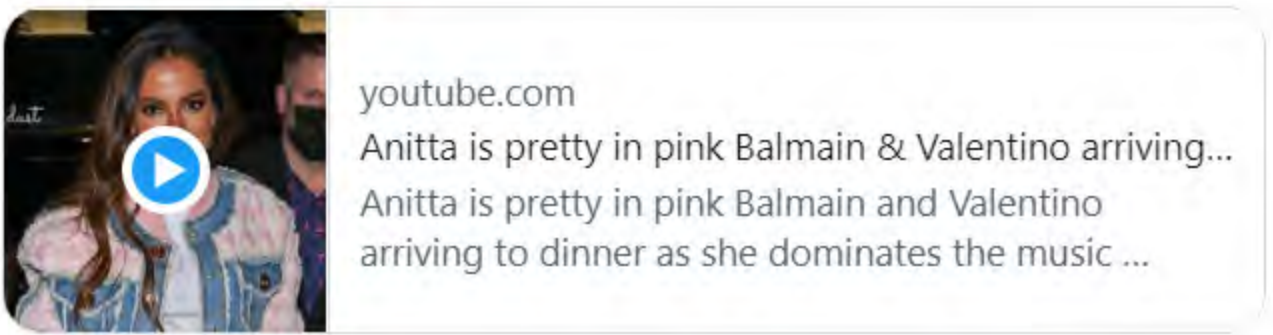 dust
youtube.com
Anitta is pretty in pink Balmain & Valentino arriving...
Anitta is pretty in pink Balmain and Valentino
arriving to dinner as she dominates the music ...